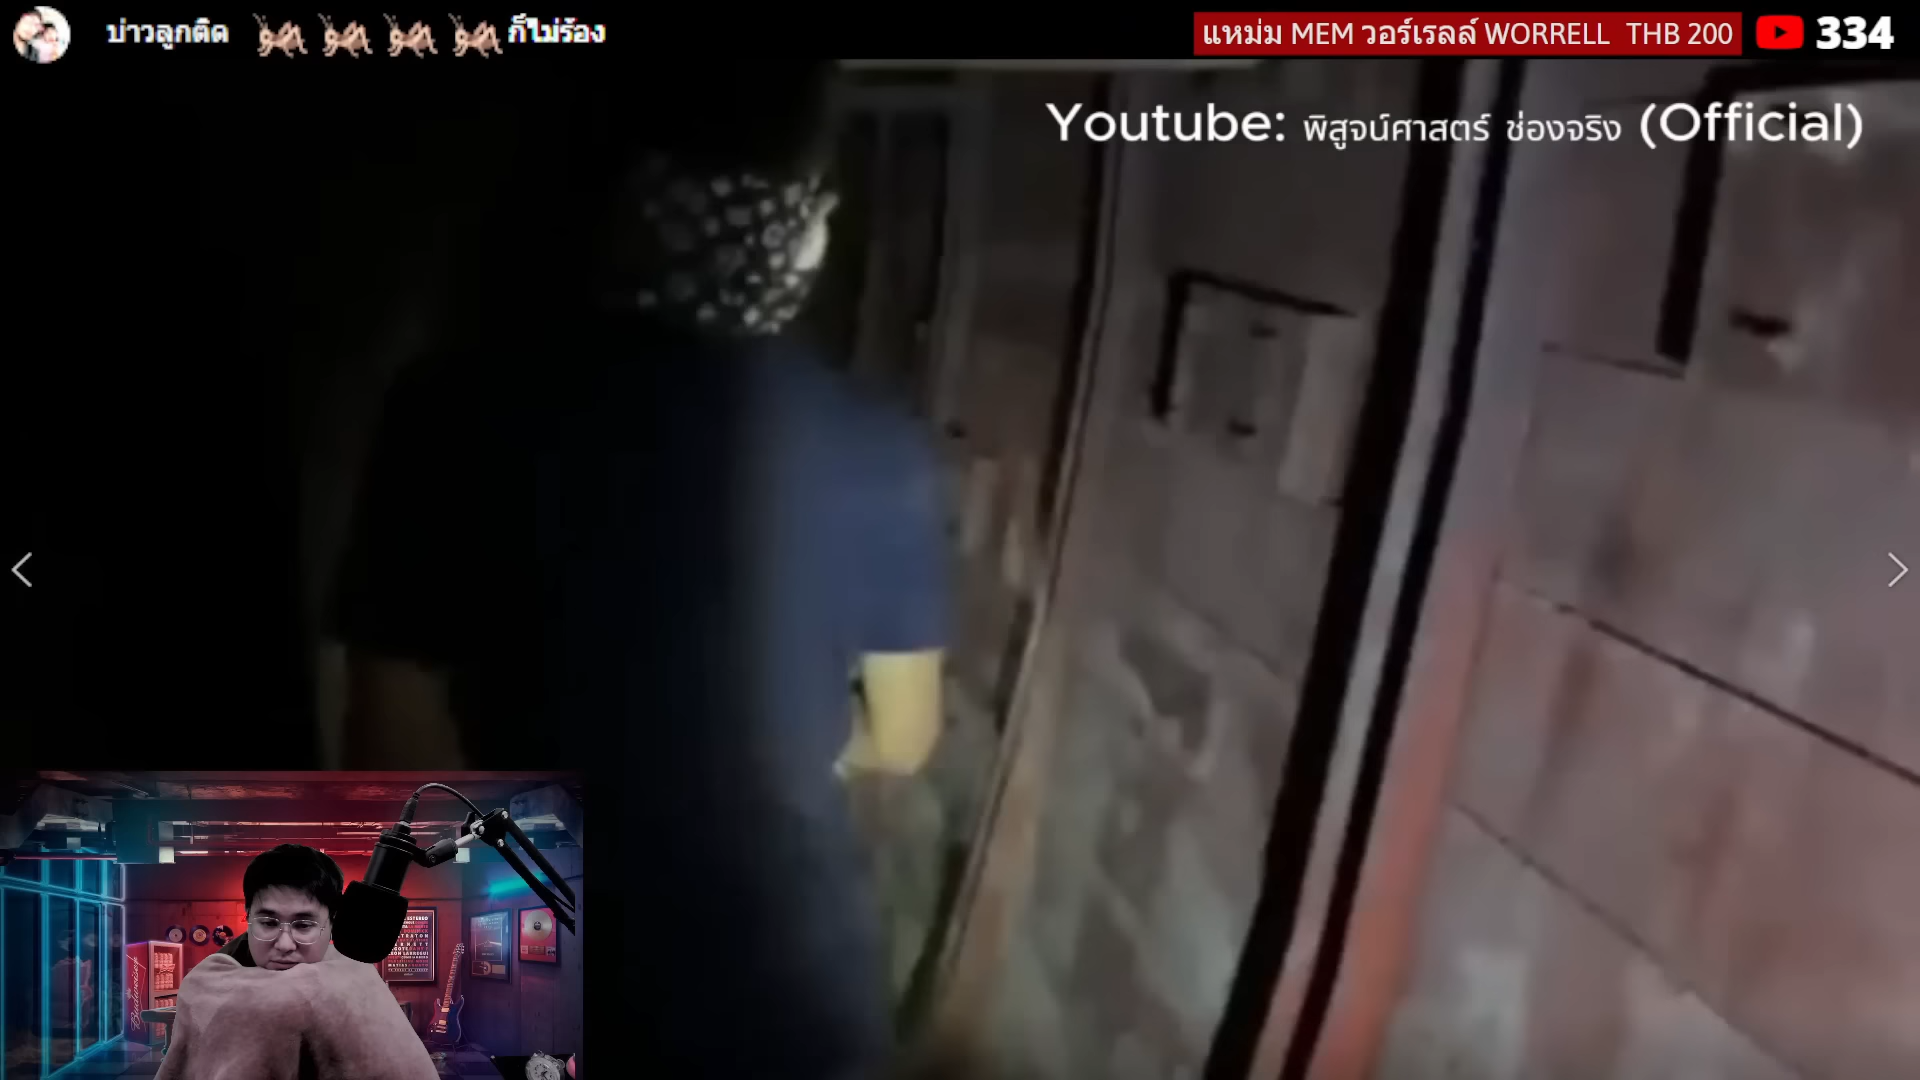 บ่าวลูกติด 🦗 🦗 🦗 🦗 ก็ไม่ร้อง
แหม่ม MEM วอร์เรลล์ WORRELL THB 200
334
Youtube: พิสูจน์ศาสตร์ ช่องจริง (Official)
Budweiser